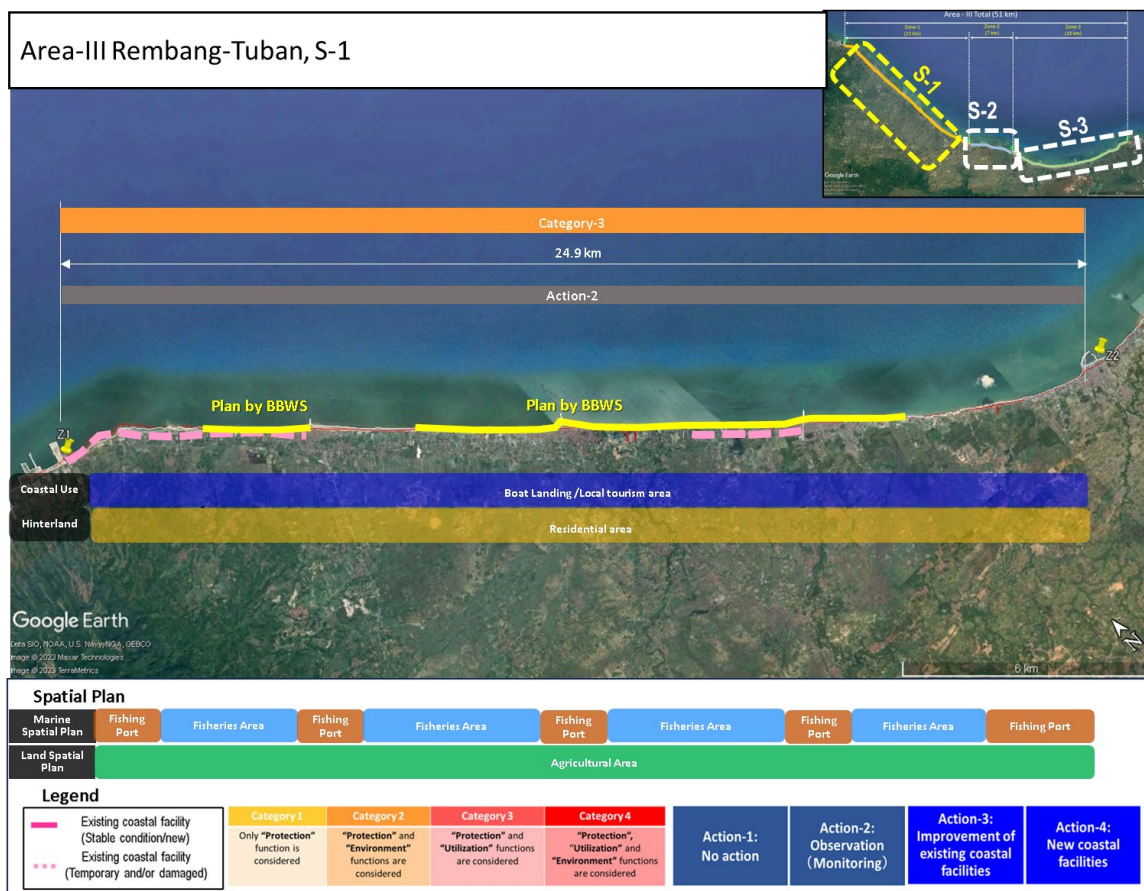 Area-III Rembang-Tuban, S-1
Area - III Total (51 km)
Zone-1
(23 km)
Zone-2
(7 km)
Zone-3
(19 km)
S-1
S-2
S-3
Google Earth
Category-3
24.9 km
Action-2
Plan by BBWS
Plan by BBWS
Z1
Z2
Coastal Use
Boat Landing /Local tourism area
Hinterland
Residential area
Google Earth
Data SIO, NOAA, U.S. Navy, NGA, GEBCO
Image © 2023 Maxar Technologies
Image © 2023 TerraMetrics
N
6 km
Spatial Plan
Marine
Spatial Plan
Fishing
Port
Fisheries Area
Fishing
Port
Fisheries Area
Fishing
Port
Fisheries Area
Fishing
Port
Fisheries Area
Fishing Port
Land Spatial
Plan
Agricultural Area
Legend
Existing coastal facility
(Stable condition/new)
Existing coastal facility
(Temporary and/or damaged)
Category 1
Only "Protection"
function is
considered
Category 2
"Protection" and
"Environment"
functions are
considered
Category 3
"Protection" and
"Utilization" functions
are considered
Category 4
"Protection",
"Utilization" and
"Environment" functions
are considered
Action-1:
No action
Action-2:
Observation
(Monitoring)
Action-3:
Improvement of
existing coastal
facilities
Action-4:
New coastal
facilities